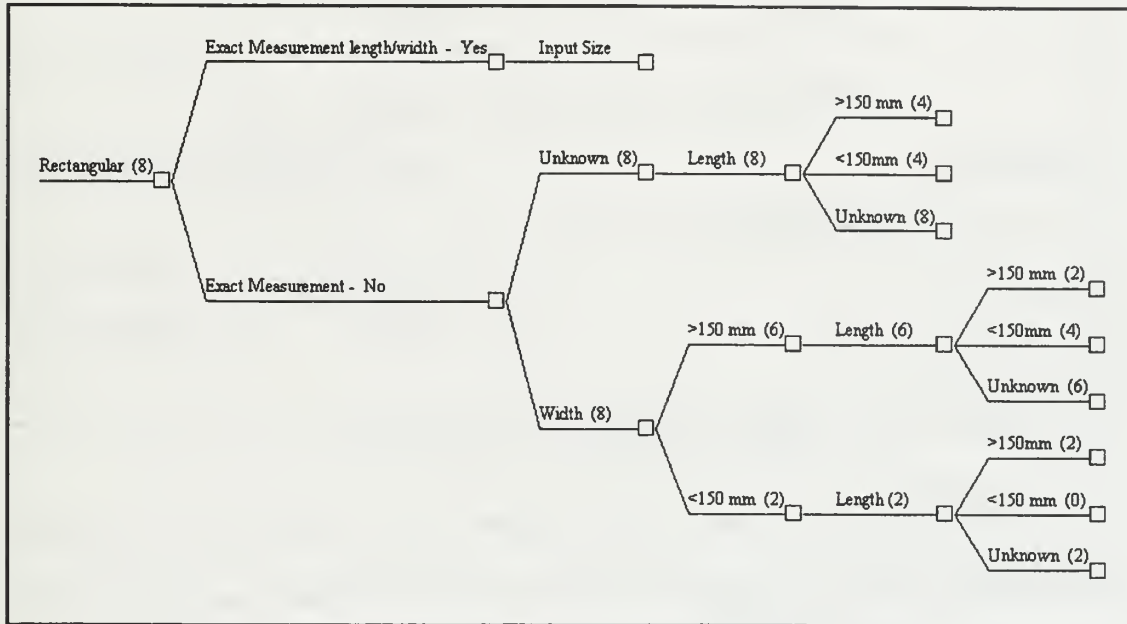 Exact Measurement length/width - Yes
Input Size
>150 mm (4)
Rectangular (8)
Unknown (8)
Length (8)
<150mm (4)
Unknown (8)
Exact Measurement - No
>150 mm (2)
>150 mm (6)
Length (6)
<150mm (4)
Unknown (6)
Width (8)
>150mm (2)
<150 mm (2)
Length (2)
<150 mm (0)
Unknown (2)